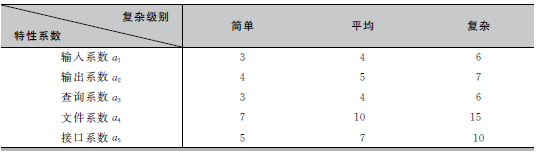 复杂级别
特性系数
简单 平均 复杂
输入系数 a₁ 3 4 6
输出系数 a₂ 4 5 7
查询系数 a₃ 3 4 6
文件系数 a₄ 7 10 15
接口系数 a₅ 5 7 10